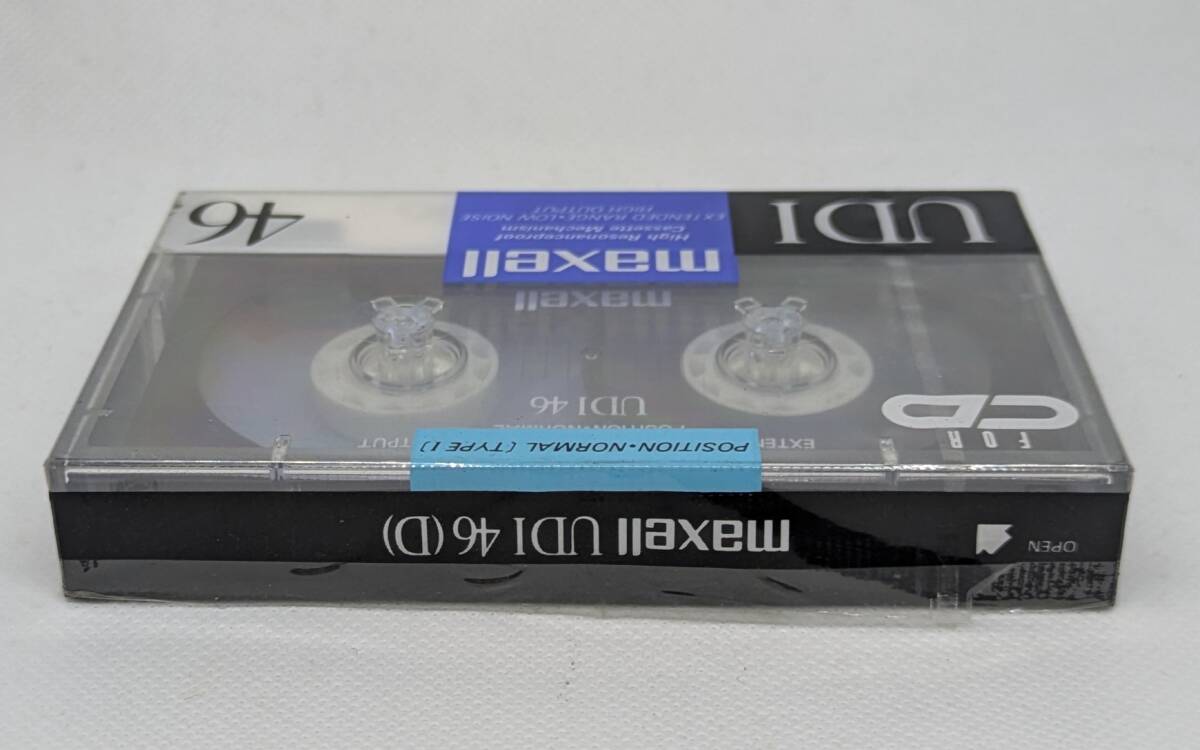 maxell UDI 46 (D)
OPEN
POSITION•NORMAL (TYPE I)
FOR
CD
UDI 46
maxell
maxell
High Resonanceproof
Cassette Mechanism
EXTENDED RANGE•LOW NOISE
HIGH OUTPUT
UDI
46